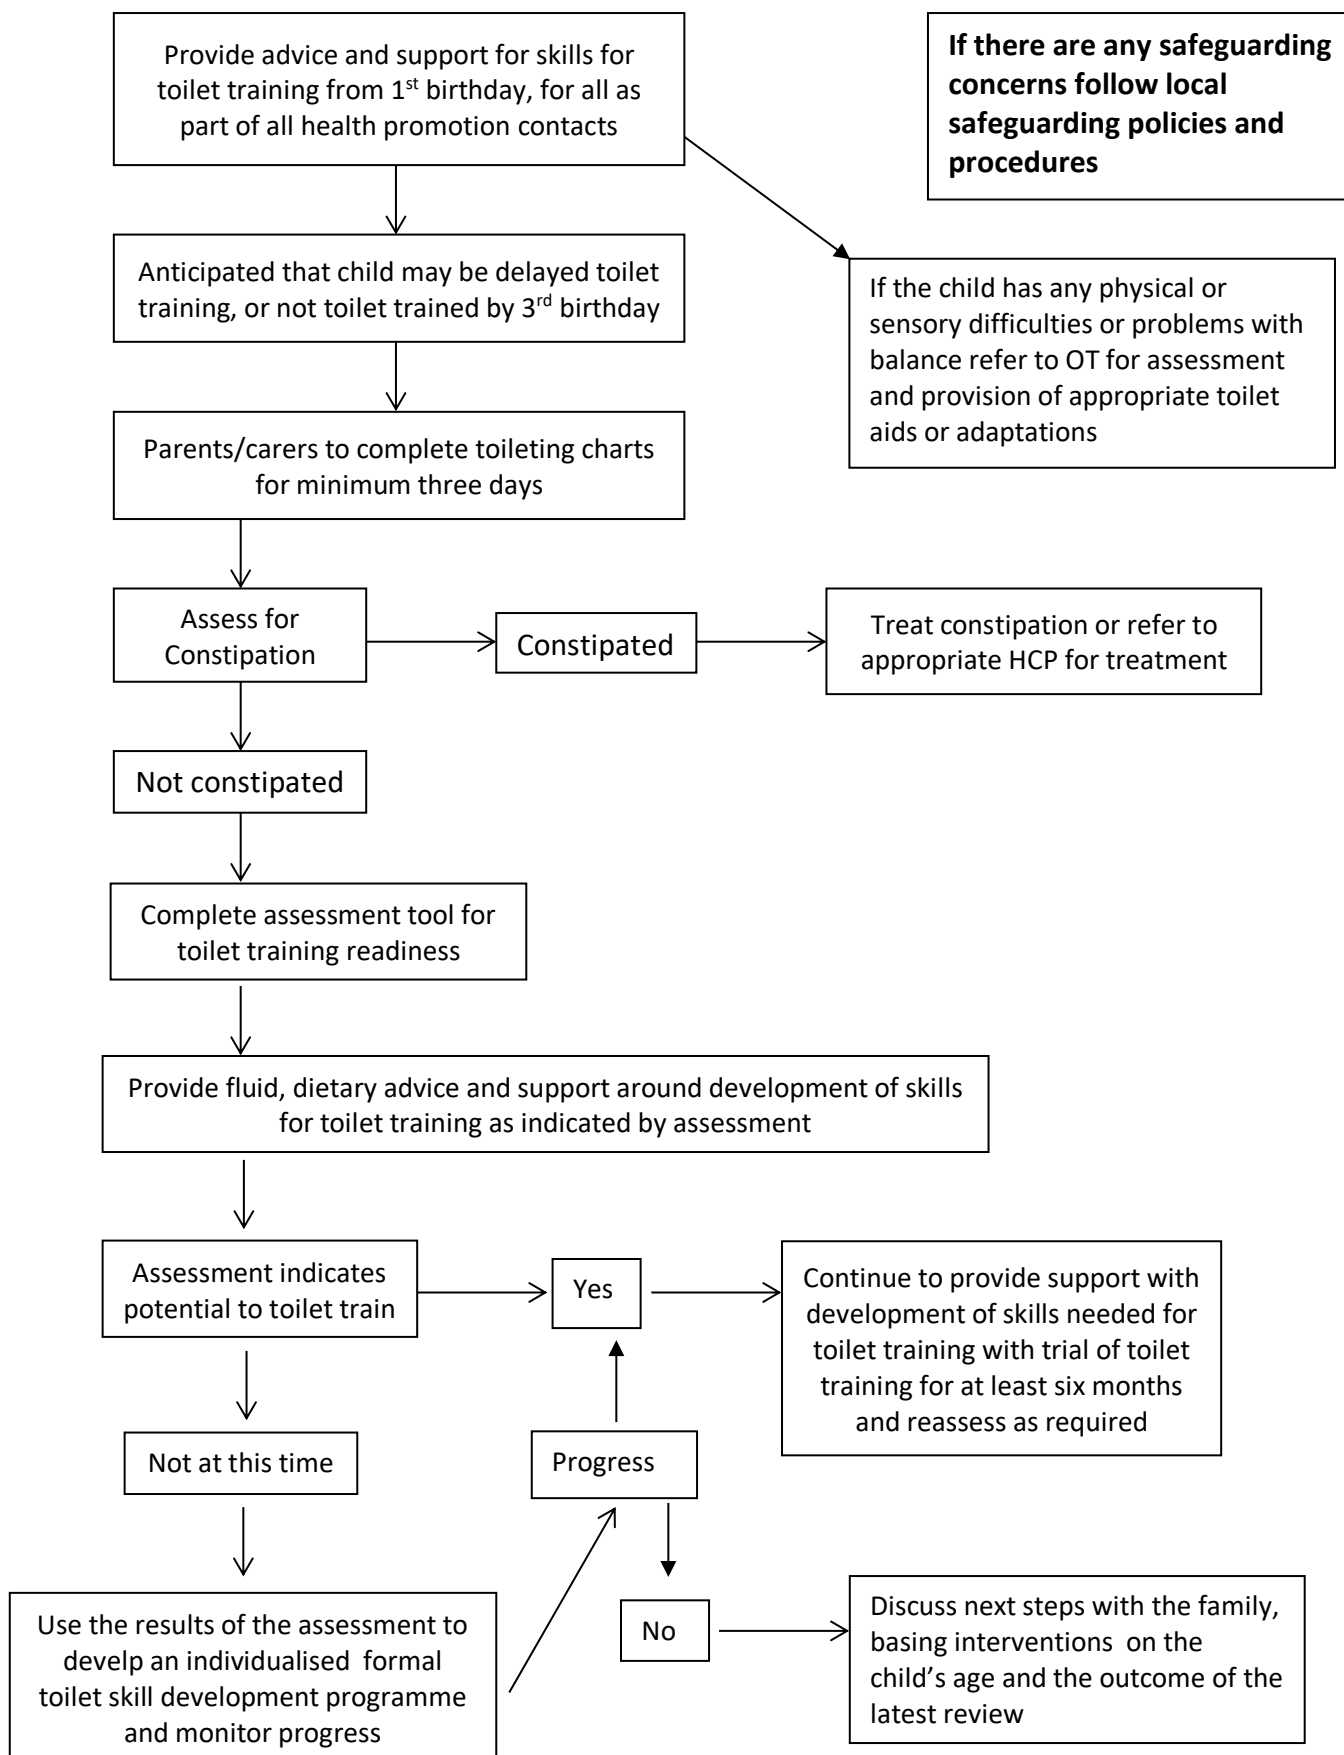 Provide advice and support for skills for
toilet training from 1st birthday, for all as
part of all health promotion contacts
If there are any safeguarding
concerns follow local
safeguarding policies and
procedures
Anticipated that child may be delayed toilet
training, or not toilet trained by 3rd birthday
If the child has any physical or
sensory difficulties or problems with
balance refer to OT for assessment
and provision of appropriate toilet
aids or adaptations
Parents/carers to complete toileting charts
for minimum three days
Assess for
Constipation
Constipated
Treat constipation or refer to
appropriate HCP for treatment
Not constipated
Complete assessment tool for
toilet training readiness
Provide fluid, dietary advice and support around development of skills
for toilet training as indicated by assessment
Assessment indicates
potential to toilet train
Yes
Continue to provide support with
development of skills needed for
toilet training with trial of toilet
training for at least six months
and reassess as required
Not at this time
Progress
Use the results of the assessment to
develp an individualised formal
toilet skill development programme
and monitor progress
No
Discuss next steps with the family,
basing interventions on the
child’s age and the outcome of the
latest review